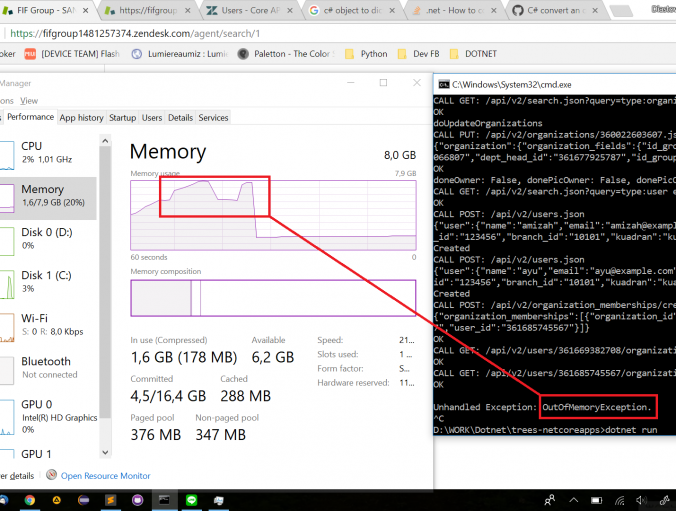 FIF Group - SAN
https://fifgroup
Users - Core AP
c# object to dic
.net - How to c
C# convert an o
https://fifgroup1481257374.zendesk.com/agent/search/1
oker
[DEVICE TEAM] Flash
Lumiereaumiz : Lumi
Paletton - The Color S
Python
Dev FB
DOTNET
Manager
ons View
Performance App history Startup Users Details Services
CPU
2% 1,01 GHz
Memory
1,6/7,9 GB (20%)
Disk 0 (D:)
0%
Disk 1 (C:)
3%
Wi-Fi
S: 0 R: 8,0 Kbps
Bluetooth
Not connected
GPU 0
Intel(R) HD Graphics
0%
GPU 1
Memory
8,0 GB
Memory usage
7,9 GB
60 seconds
0
Memory composition
In use (Compressed)
Available
1,6 GB (178 MB)
6,2 GB
Committed
Cached
4,5/16,4 GB
288 MB
Paged pool
Non-paged pool
376 MB
347 MB
Speed: 21...
Slots used: 1 ...
Form factor: S...
Hardware reserved: 11...
er details
Open Resource Monitor
C:\Windows\System32\cmd.exe
CALL GET: /api/v2/search.json?query=type:organi
OK
doUpdateOrganizations
CALL PUT: /api/v2/organizations/360022603607.js
{"organization":{"organization_fields":{"id_gro
066807","dept_head_id":"361677925787","id_group
OK
doneOwner: False, donePicOwner: False, donePicO
CALL GET: /api/v2/search.json?query=type:user e
OK
CALL POST: /api/v2/users.json
{"user":{"name":"amizah","email":"amizah@exampl
_id":"123456","branch_id":"10101","kuadran":"ku
Created
CALL POST: /api/v2/users.json
{"user":{"name":"ayu","email":"ayu@example.com"
id":"123456","branch_id":"10101","kuadran":"kua
Created
CALL POST: /api/v2/organization_memberships/cre
{"organization_memberships":[{"organization_id"
7","user_id":"361685745567"}]}
OK
CALL GET: /api/v2/users/361669382708/organizati
OK
CALL GET: /api/v2/users/361685745567/organizati
OK
Unhandled Exception: OutOfMemoryException.
^C
D:\WORK\Dotnet\trees-netcoreapps>dotnet run